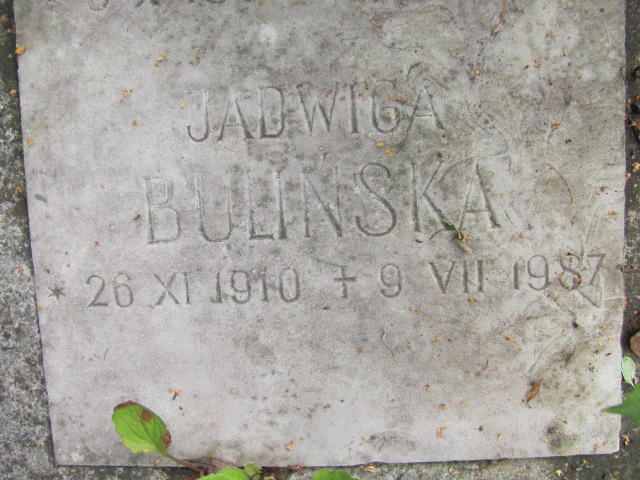 JADWIGA
BULIŃSKA
* 26 XI 1910 + 9 VII 1987